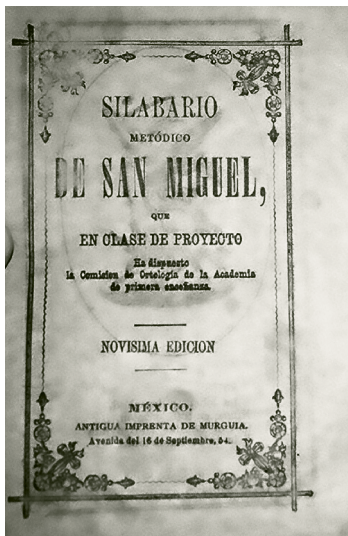 SILABARIO
METÓDICO
DE SAN MIGUEL,
QUE
EN CLASE DE PROYECTO
Ha dispuesto
la Comision de Ortología de la Academia
de primera enseñanza.
NOVISIMA EDICION
MÉXICO.
ANTIGUA IMPRENTA DE MURGUIA.
Avenida del 16 de Septiembre, 54.